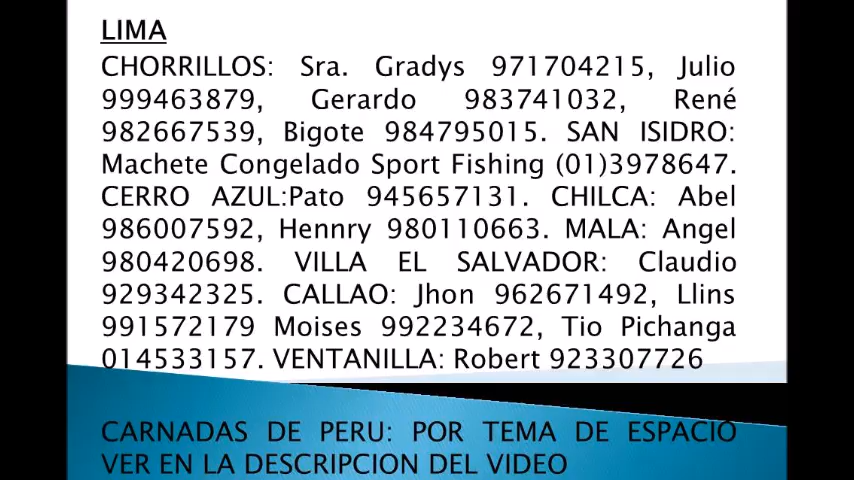 LIMA
CHORRILLOS: Sra. Gradys 971704215, Julio
999463879, Gerardo 983741032, René
982667539, Bigote 984795015. SAN ISIDRO:
Machete Congelado Sport Fishing (01)3978647.
CERRO AZUL:Pato 945657131. CHILCA: Abel
986007592, Hennry 980110663. MALA: Angel
980420698. VILLA EL SALVADOR: Claudio
929342325. CALLAO: Jhon 962671492, Llins
991572179 Moises 992234672, Tio Pichanga
014533157. VENTANILLA: Robert 923307726
CARNADAS DE PERU: POR TEMA DE ESPACIO
VER EN LA DESCRIPCION DEL VIDEO